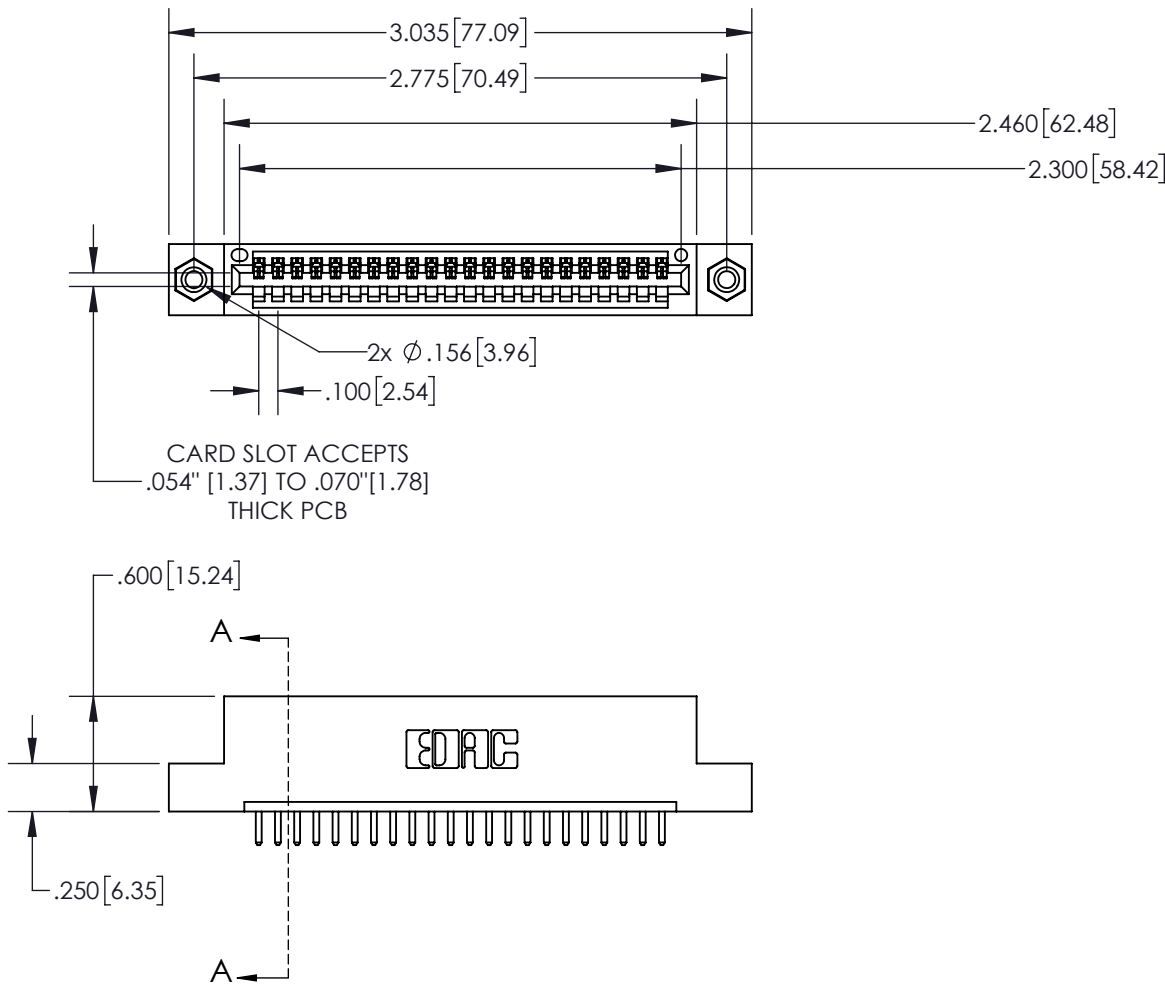 3.035[77.09]
2.775[70.49]
2.460[62.48]
2.300[58.42]
2x ∅.156[3.96]
.100[2.54]
CARD SLOT ACCEPTS
.054" [1.37] TO .070"[1.78]
THICK PCB
.600[15.24]
A
EDAC
.250[6.35]
A